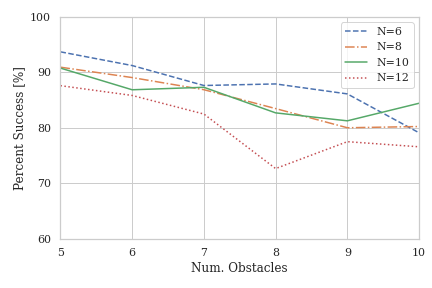 100
90
80
70
60
Percent Success [%]
5 6 7 8 9 10
Num. Obstacles
N=6
N=8
N=10
N=12